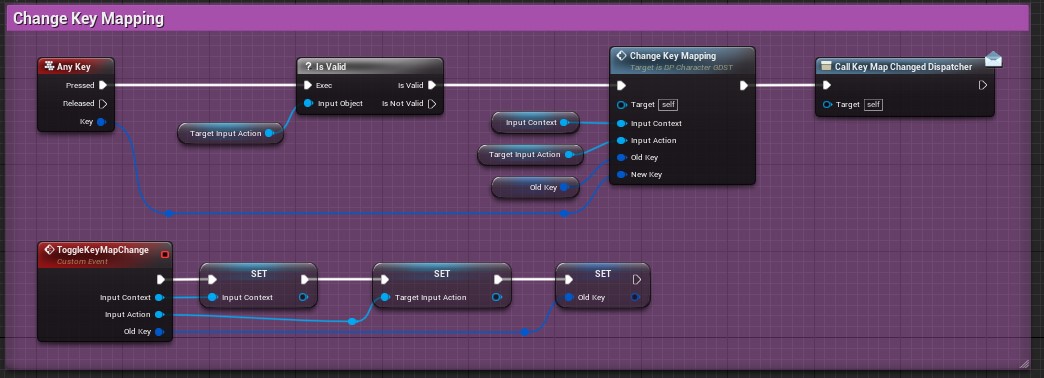 Change Key Mapping
Any Key
Pressed
Released
Key
? Is Valid
Exec
Is Valid
Input Object
Is Not Valid
Target Input Action
Change Key Mapping
Target is BP Character GDST
Target self
Input Context
Input Action
Old Key
New Key
Input Context
Target Input Action
Old Key
Call Key Map Changed Dispatcher
Target self
ToggleKeyMapChange
Custom Event
Input Context
Input Action
Old Key
SET
Input Context
SET
Target Input Action
SET
Old Key